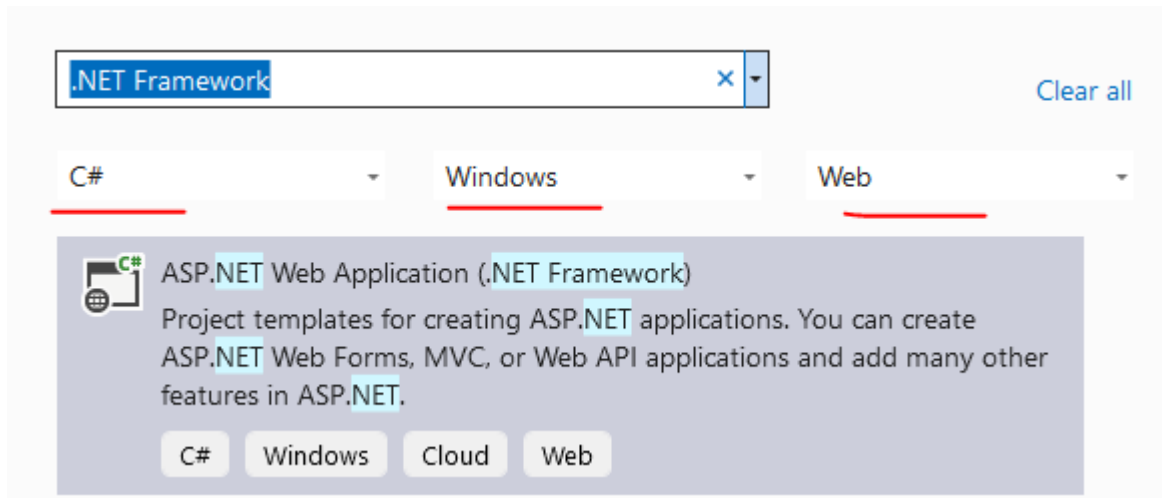 .NET Framework
Clear all
C# Windows Web
C#
ASP.NET Web Application (.NET Framework)
Project templates for creating ASP.NET applications. You can create
ASP.NET Web Forms, MVC, or Web API applications and add many other
features in ASP.NET.
C# Windows Cloud Web